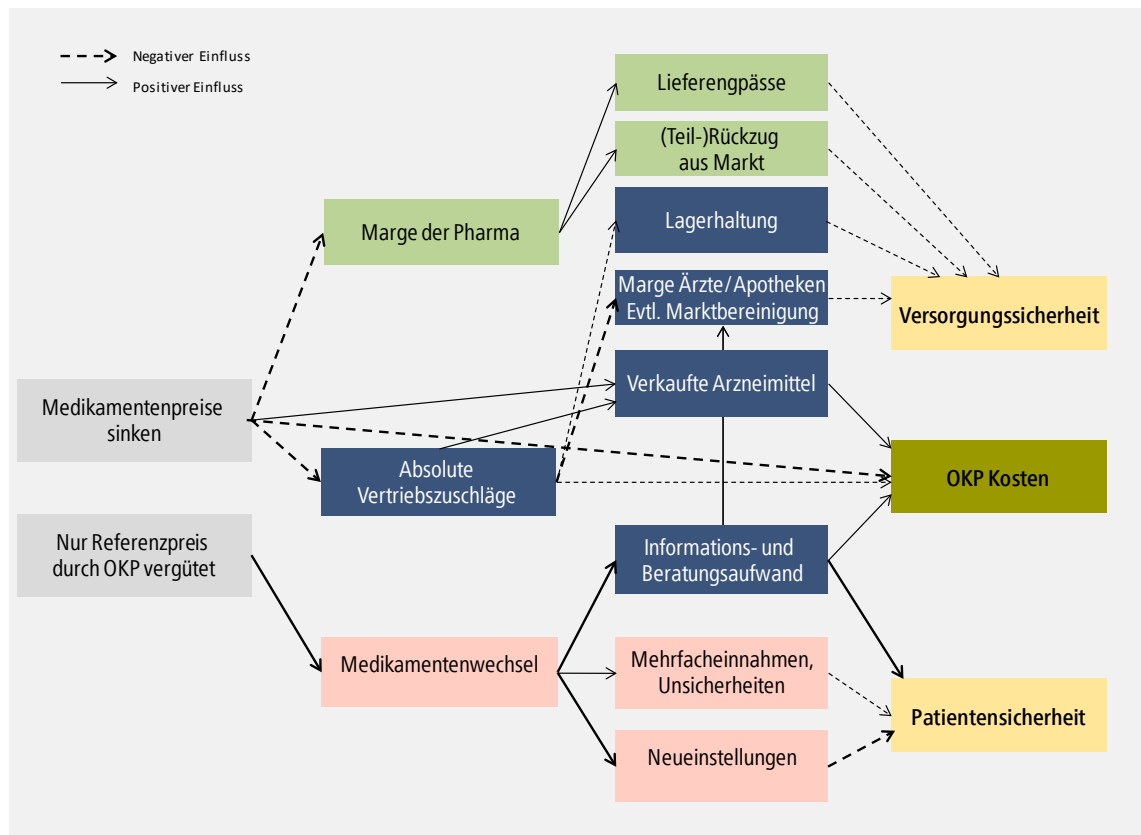 Negativer Einfluss
Positiver Einfluss
Lieferengpässe
(Teil-)Rückzug
aus Markt
Marge der Pharma
Lagerhaltung
Marge Ärzte/Apotheken
Evtl. Marktbereinigung
Versorgungssicherheit
Verkaufte Arzneimittel
Medikamentenpreise
sinken
Absolute
Vertriebszuschläge
OKP Kosten
Nur Referenzpreis
durch OKP vergütet
Informations- und
Beratungsaufwand
Medikamentenwechsel
Mehrfacheinnahmen,
Unsicherheiten
Patientensicherheit
Neueinstellungen